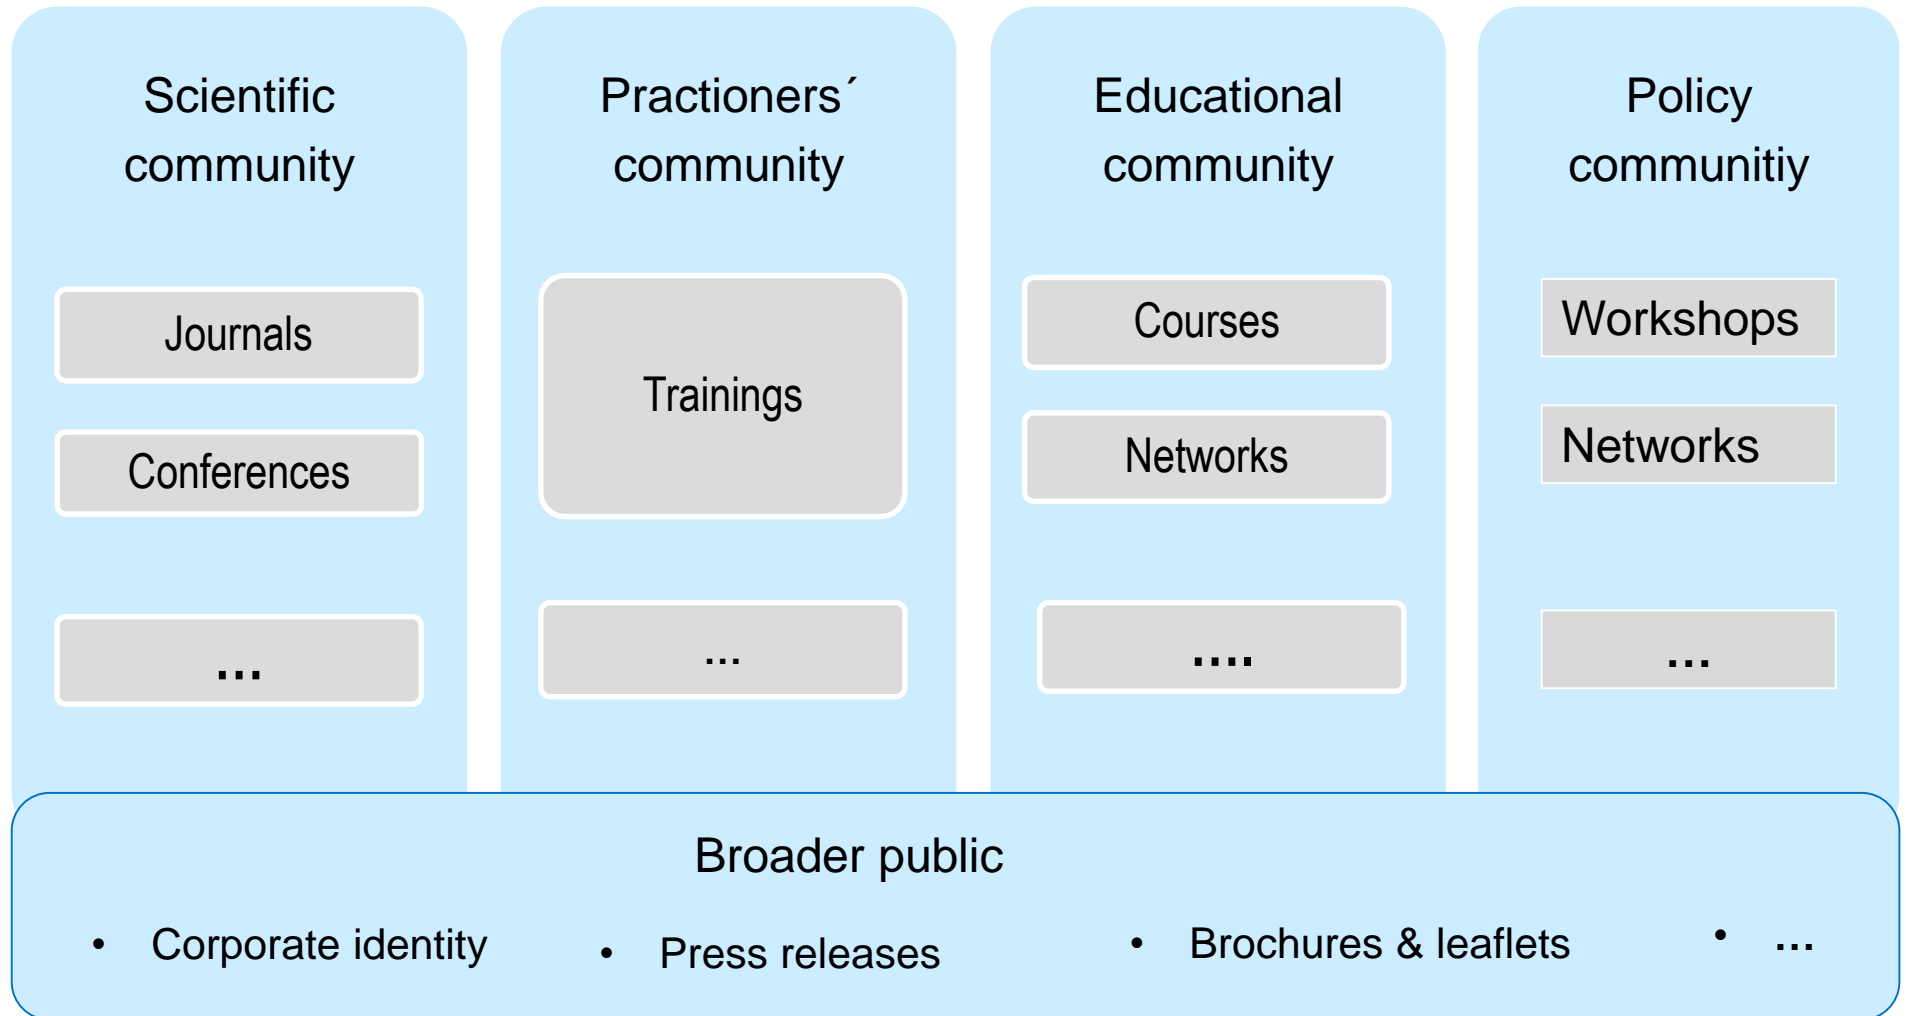 Scientific
community
Journals
Conferences
...
Practioners´
community
Trainings
...
Educational
community
Courses
Networks
....
Policy
communitiy
Workshops
Networks
...
Broader public
• Corporate identity
• Press releases
• Brochures & leaflets
• ...